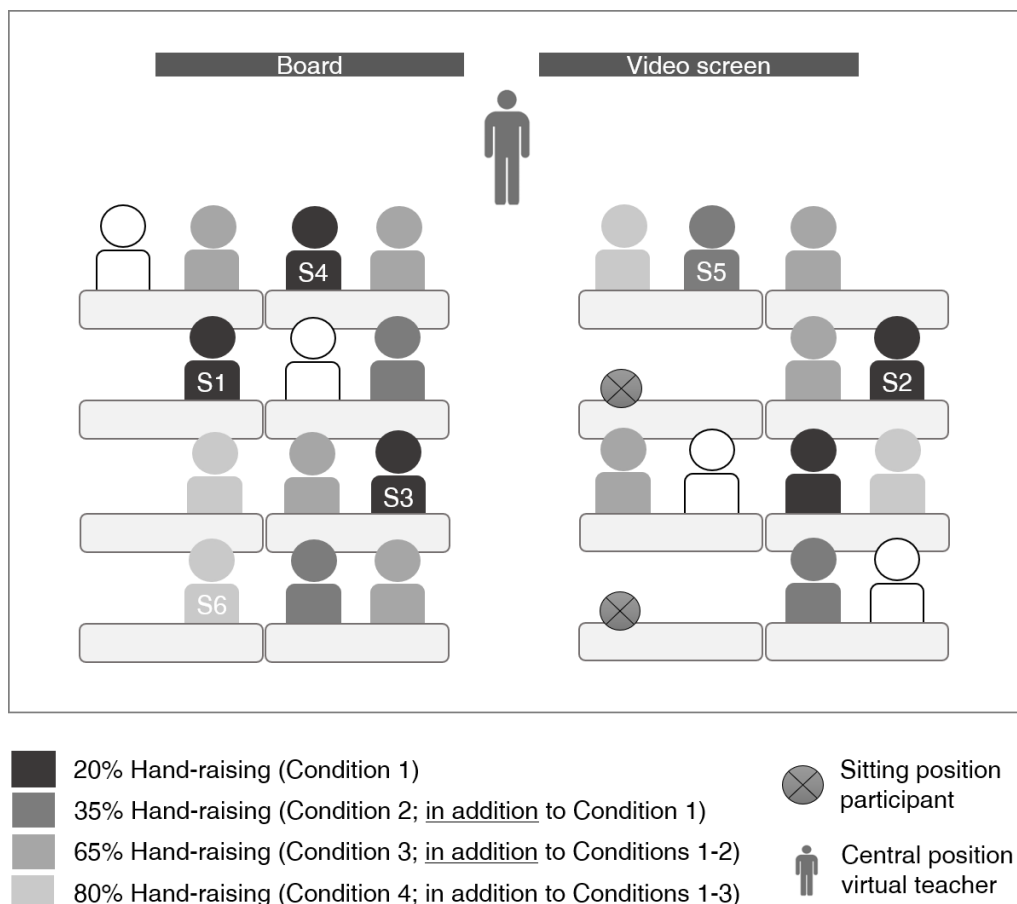 Board
Video screen
S4
S5
S1
S2
S3
S6
20% Hand-raising (Condition 1)
35% Hand-raising (Condition 2; in addition to Condition 1)
65% Hand-raising (Condition 3; in addition to Conditions 1-2)
80% Hand-raising (Condition 4; in addition to Conditions 1-3)
Sitting position
participant
Central position
virtual teacher